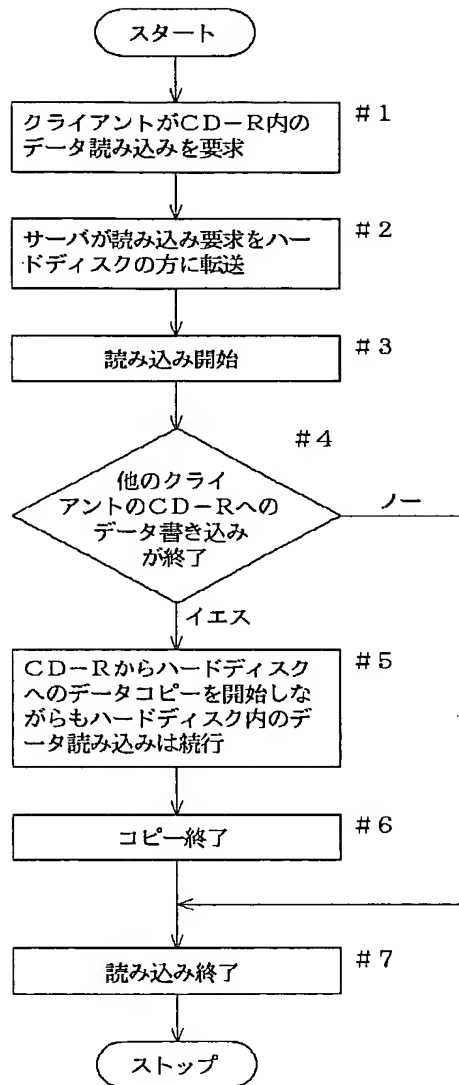 スタート
#1
クライアントがCD-R内の
データ読み込みを要求
#2
サーバが読み込み要求をハー
ドディスクの方に転送
#3
読み込み開始
#4
他のクライ
アントのCD-Rへの
データ書き込み
が終了
ノー
イエス
#5
CD-Rからハードディスク
へのデータコピーを開始しな
がらもハードディスク内のデ
ータ読み込みは続行
#6
コピー終了
#7
読み込み終了
ストップ